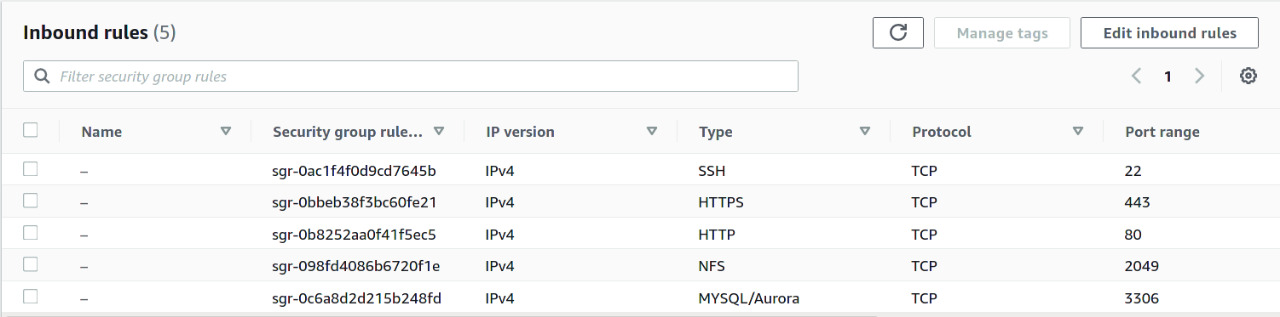 Inbound rules (5)
Manage tags
Edit inbound rules
Filter security group rules
1
Name Security group rule... IP version Type Protocol Port range
– sgr-0ac1f4f0d9cd7645b IPv4 SSH TCP 22
– sgr-0bbeb38f3bc60fe21 IPv4 HTTPS TCP 443
– sgr-0b8252aa0f41f5ec5 IPv4 HTTP TCP 80
– sgr-098fd4086b6720f1e IPv4 NFS TCP 2049
– sgr-0c6a8d2d215b248fd IPv4 MYSQL/Aurora TCP 3306